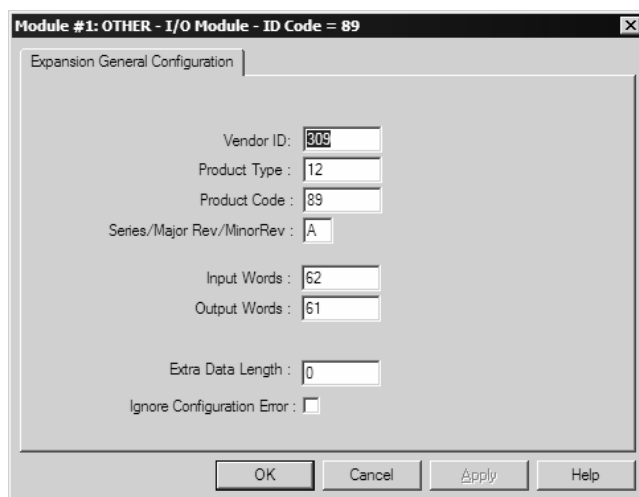 Module #1: OTHER - I/O Module - ID Code = 89
Expansion General Configuration
Vendor ID: 309
Product Type : 12
Product Code : 89
Series/Major Rev/MinorRev : A
Input Words : 62
Output Words : 61
Extra Data Length : 0
Ignore Configuration Error :
OK Cancel Apply Help